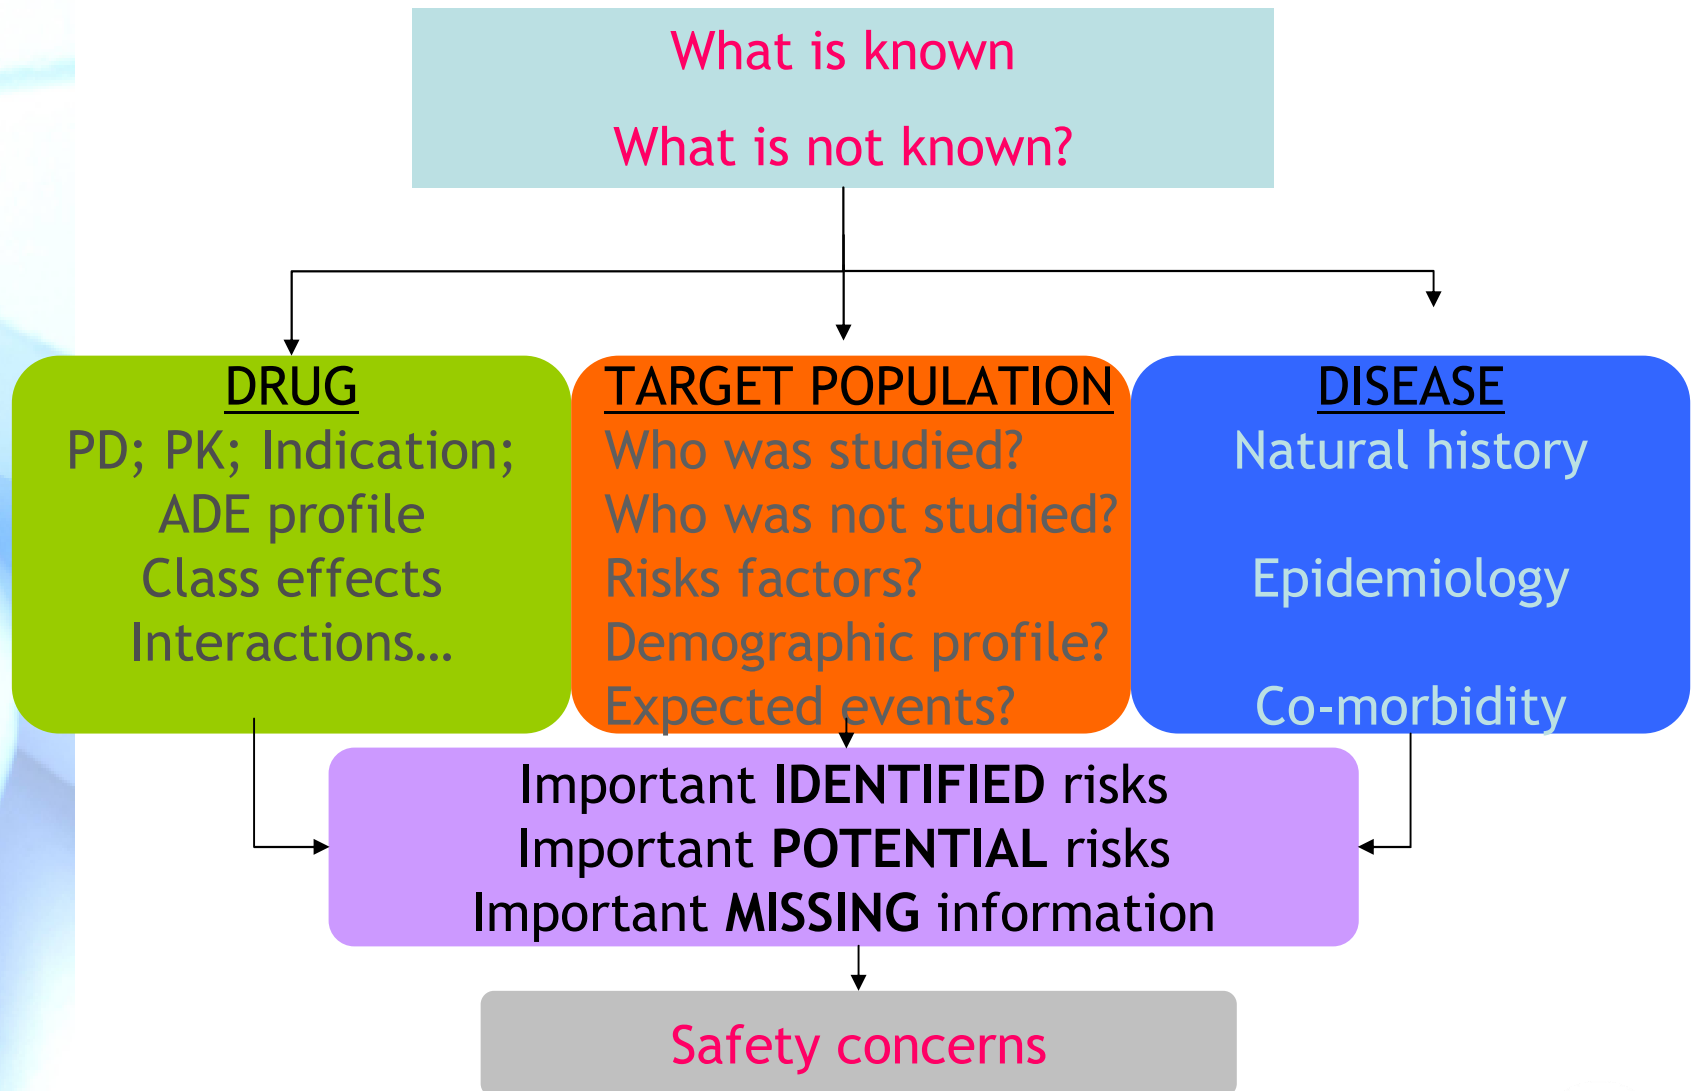 What is known
What is not known?
DRUG
PD; PK; Indication;
ADE profile
Class effects
Interactions…
TARGET POPULATION
Who was studied?
Who was not studied?
Risks factors?
Demographic profile?
Expected events?
DISEASE
Natural history
Epidemiology
Co-morbidity
Important IDENTIFIED risks
Important POTENTIAL risks
Important MISSING information
Safety concerns